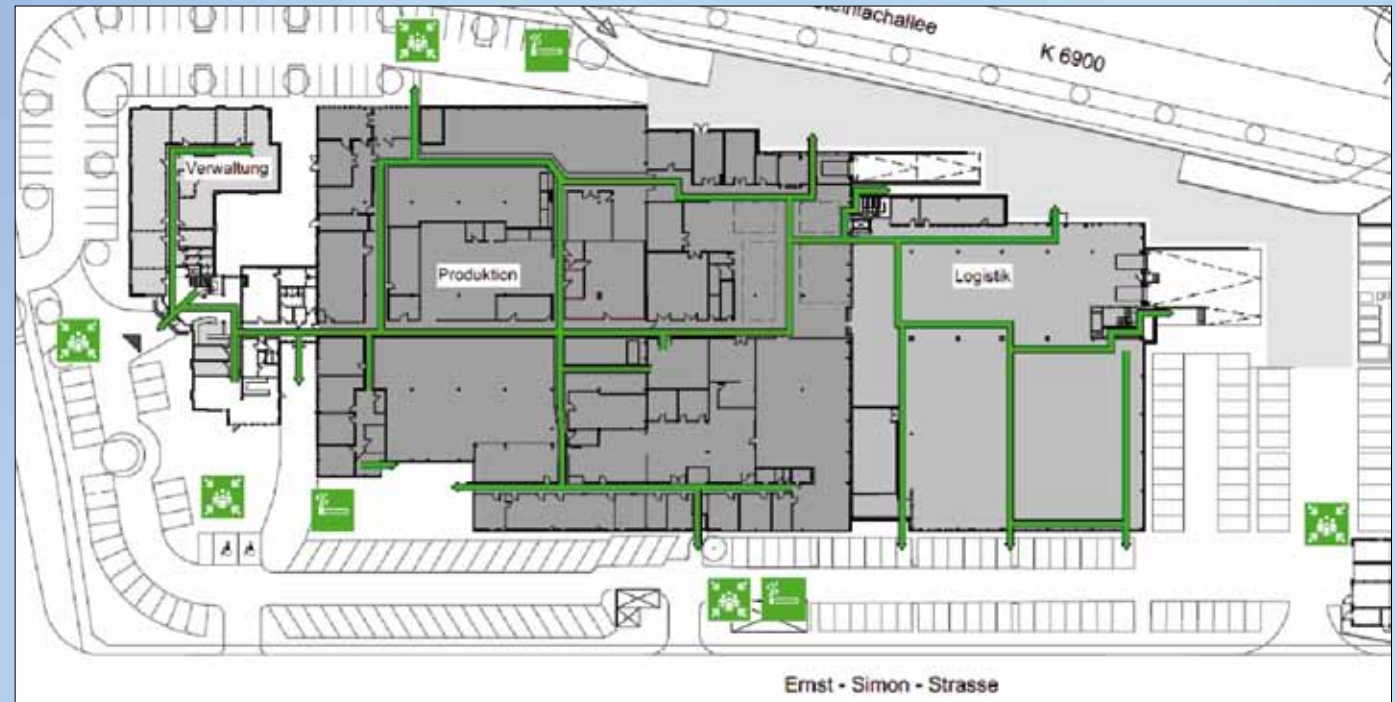 K 6900
Verwaltung
Produktion
Logistik
Ernst - Simon - Strasse